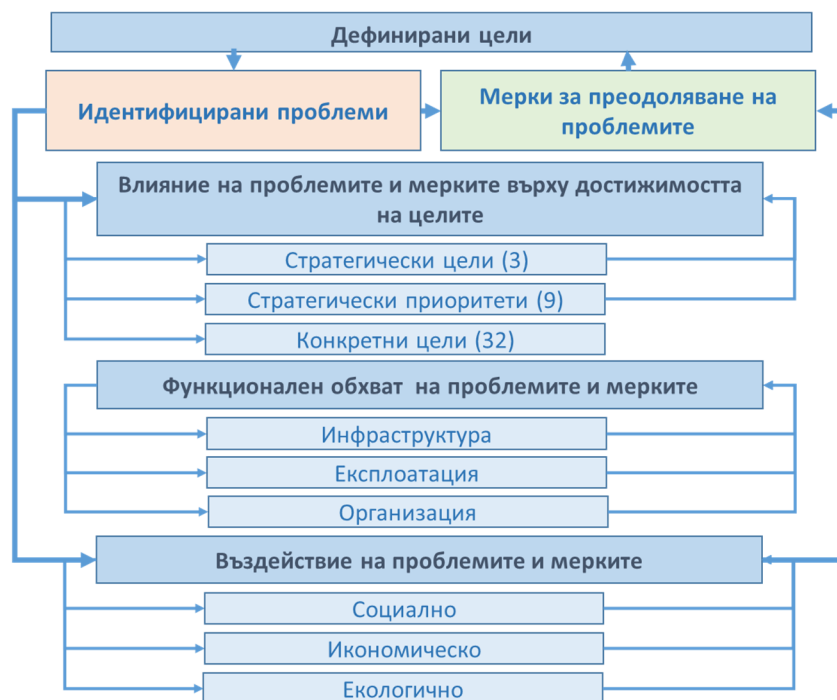 Дефинирани цели
Идентифицирани проблеми
Мерки за преодоляване на
проблемите
Влияние на проблемите и мерките върху достижимостта
на целите
Стратегически цели (3)
Стратегически приоритети (9)
Конкретни цели (32)
Функционален обхват на проблемите и мерките
Инфраструктура
Експлоатация
Организация
Въздействие на проблемите и мерките
Социално
Икономическо
Екологично